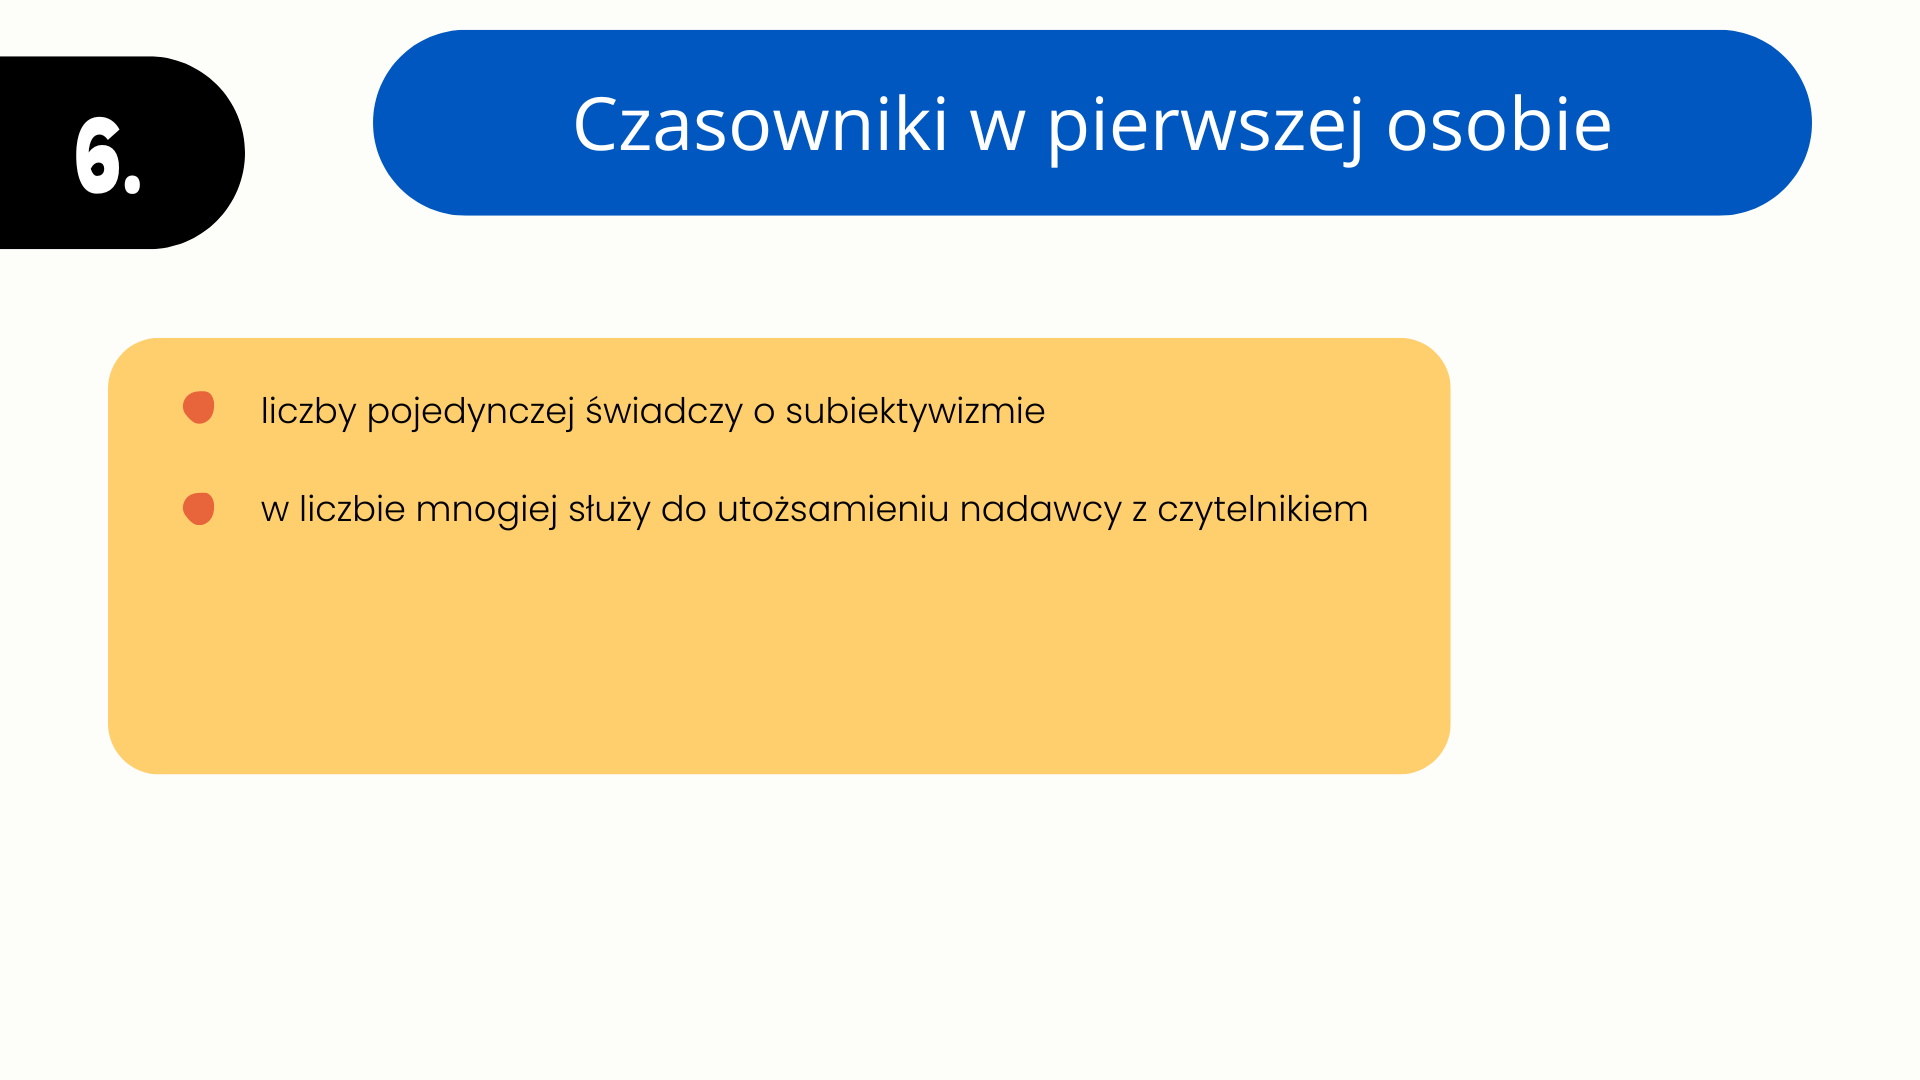 6.
Czasowniki w pierwszej osobie
liczby pojedynczej świadczy o subiektywizmie
w liczbie mnogiej służy do utożsamieniu nadawcy z czytelnikiem